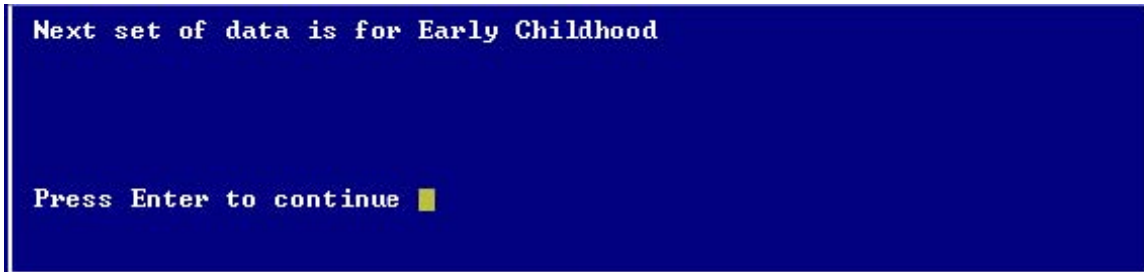 Next set of data is for Early Childhood
Press Enter to continue